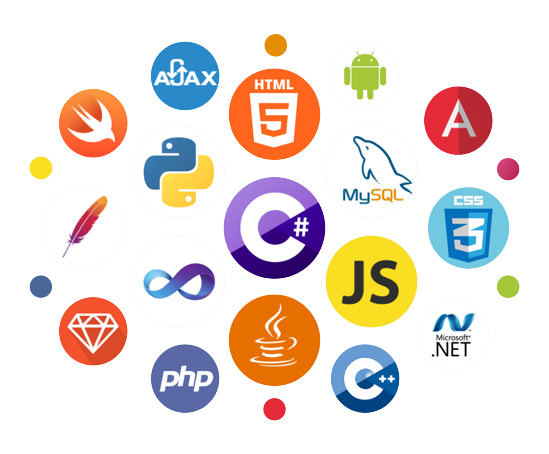 AJAX
HTML
5
A
MySQL
CSS
3
C#
JS
Microsoft®
.NET
php
C++